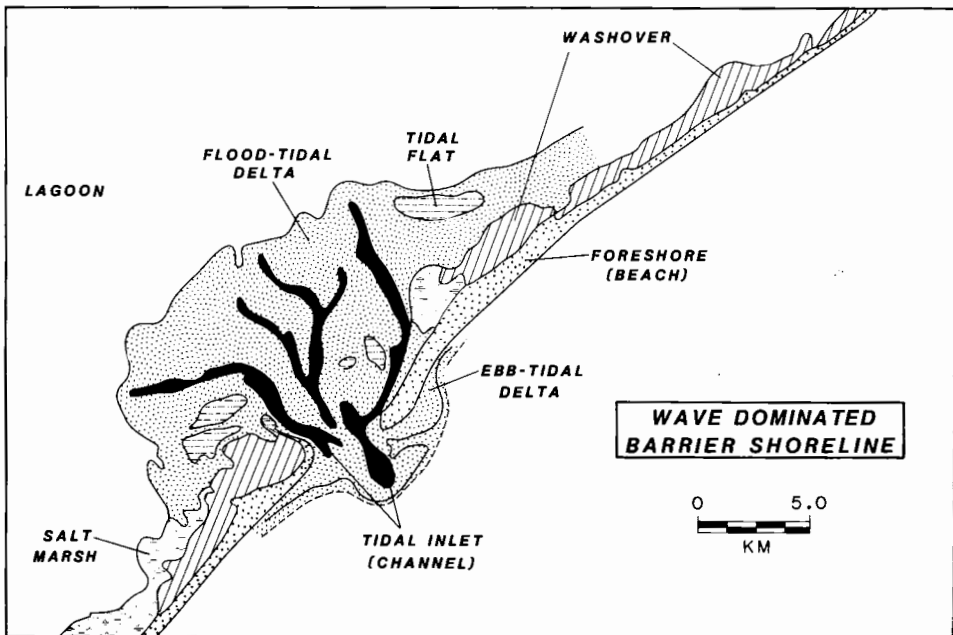 WASHOVER
TIDAL
FLAT
FLOOD-TIDAL
DELTA
LAGOON
FORESHORE
(BEACH)
EBB-TIDAL
DELTA
WAVE DOMINATED
BARRIER SHORELINE
0 5.0
KM
SALT
MARSH
TIDAL INLET
(CHANNEL)